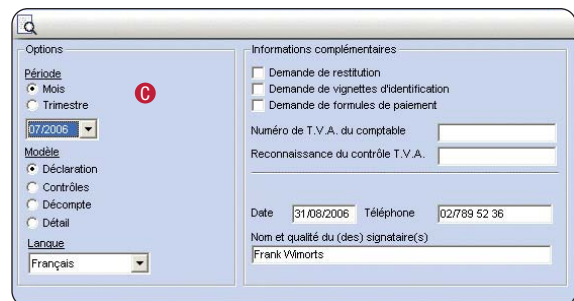 Options
Période
Mois
Trimestre
07/2006
Modèle
Déclaration
Contrôles
Décompte
Détail
Langue
Français
C
Informations complémentaires
Demande de restitution
Demande de vignettes d'identification
Demande de formules de paiement
Numéro de T.V.A. du comptable
Reconnaissance du contrôle T.V.A.
Date 31/08/2006 Téléphone 02/789 52 36
Nom et qualité du (des) signataire(s)
Frank Wimorts